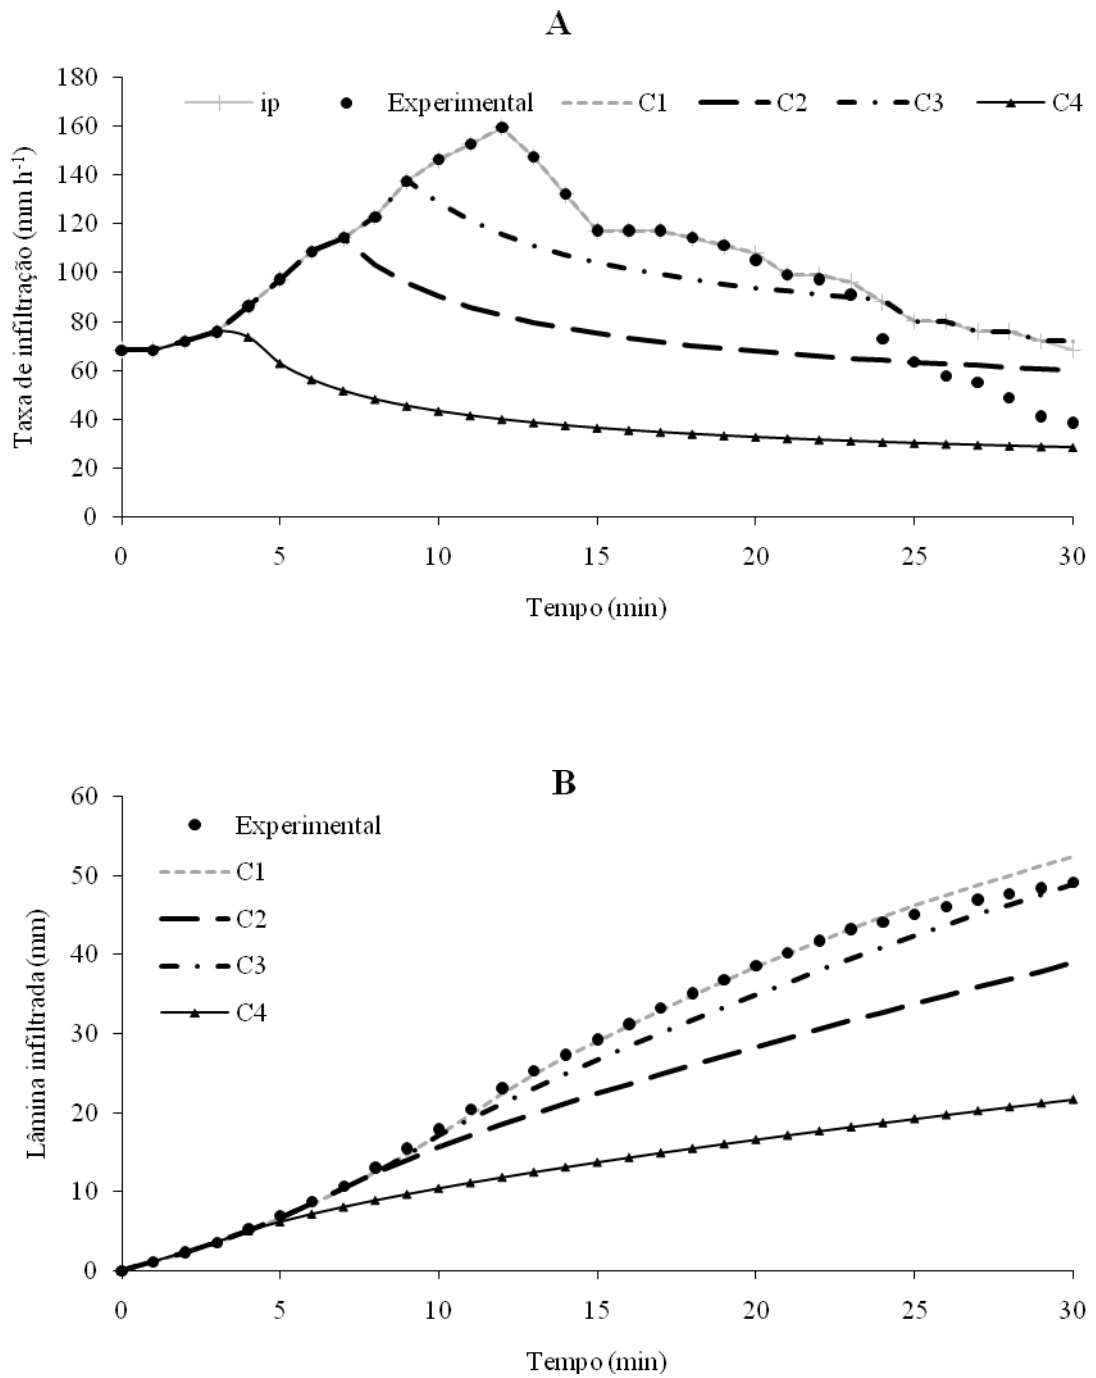 A
180
ip Experimental C1 C2 C3 C4
160
140
120
100
80
60
40
20
0
Taxa de infiltração (mm h-1)
0 5 10 15 20 25 30
Tempo (min)
B
60
Experimental
C1
50
C2
C3
40
C4
30
20
10
0
Lâmina infiltrada (mm)
0 5 10 15 20 25 30
Tempo (min)